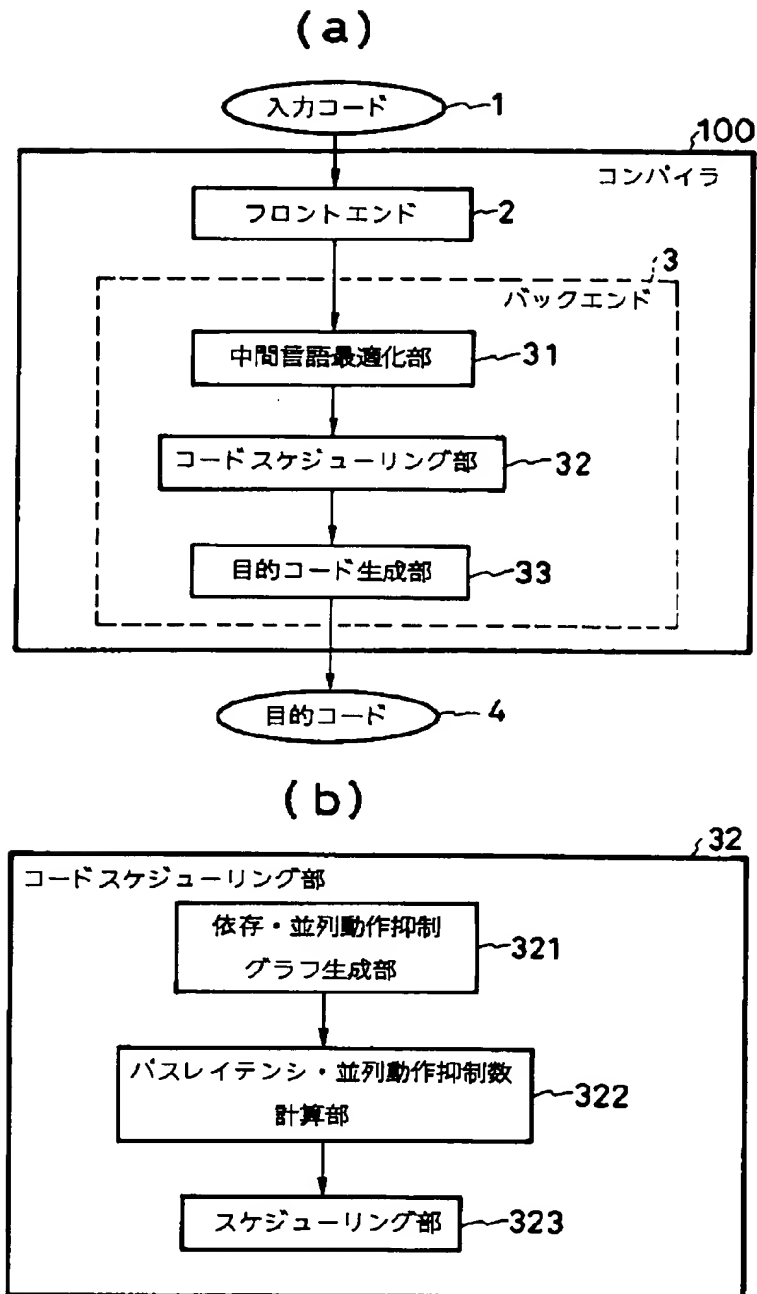 (a)
入力コード
1
100
コンパイラ
フロントエンド
2
3
バックエンド
中間言語最適化部
31
コードスケジューリング部
32
目的コード生成部
33
目的コード
4
(b)
32
コードスケジューリング部
依存・並列動作抑制
グラフ生成部
321
パスレイテンシ・並列動作抑制数
計算部
322
スケジューリング部
323